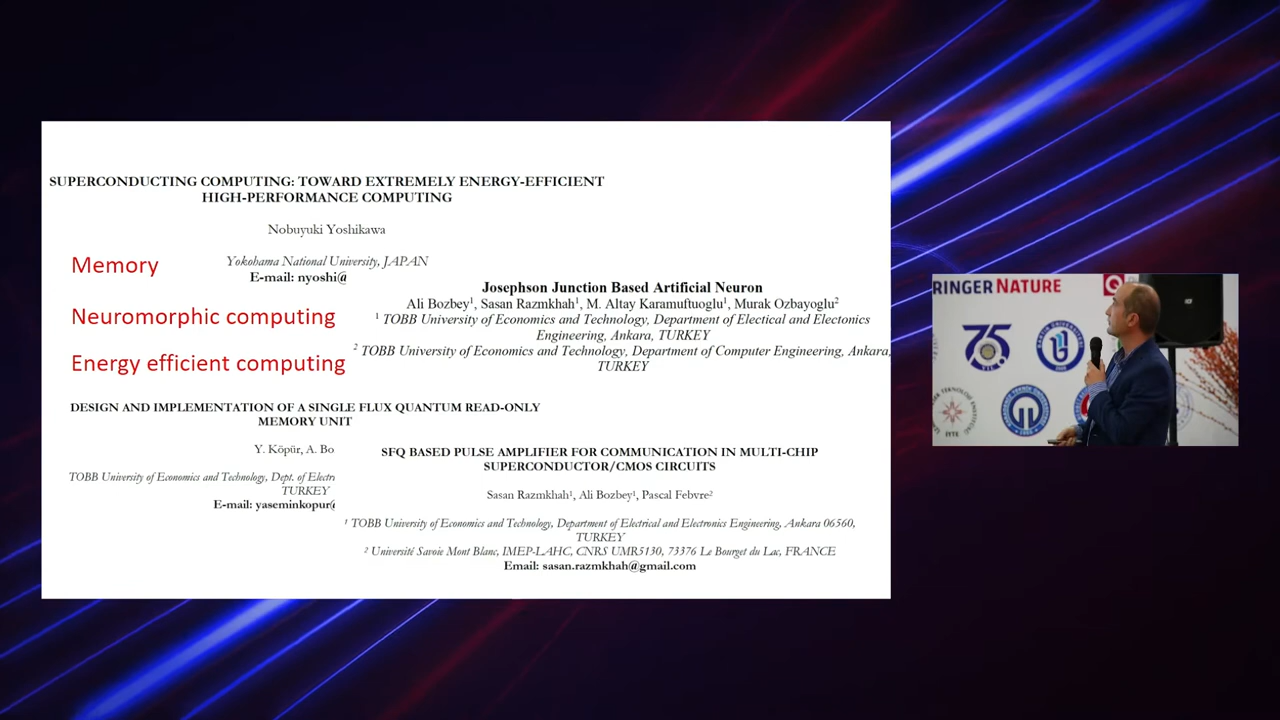 SUPERCONDUCTING COMPUTING: TOWARD EXTREMELY ENERGY-EFFICIENT
HIGH-PERFORMANCE COMPUTING
Nobuyuki Yoshikawa
Yokohama National University, JAPAN
E-mail: nyoshi@
Memory
Neuromorphic computing
Energy efficient computing
Josephson Junction Based Artificial Neuron
Ali Bozbey¹, Sasan Razmkhah¹, M. Altay Karamuftuoglu¹, Murak Ozbayoglu²
¹ TOBB University of Economics and Technology, Department of Electical and Electonics
Engineering, Ankara, TURKEY
² TOBB University of Economics and Technology, Department of Computer Engineering, Ankara,
TURKEY
DESIGN AND IMPLEMENTATION OF A SINGLE FLUX QUANTUM READ-ONLY
MEMORY UNIT
Y. Köpür, A. Bo
TOBB University of Economics and Technology, Dept. of Electr
TURKEY
E-mail: yaseminkopur@
SFQ BASED PULSE AMPLIFIER FOR COMMUNICATION IN MULTI-CHIP
SUPERCONDUCTOR/CMOS CIRCUITS
Sasan Razmkhah¹, Ali Bozbey¹, Pascal Febvre²
¹ TOBB University of Economics and Technology, Department of Electrical and Electronics Engineering, Ankara 06560,
TURKEY
² Université Savoie Mont Blanc, IMEP-LAHC, CNRS UMR5130, 73376 Le Bourget du Lac, FRANCE
Email: sasan.razmkhah@gmail.com
RINGER NATURE
75